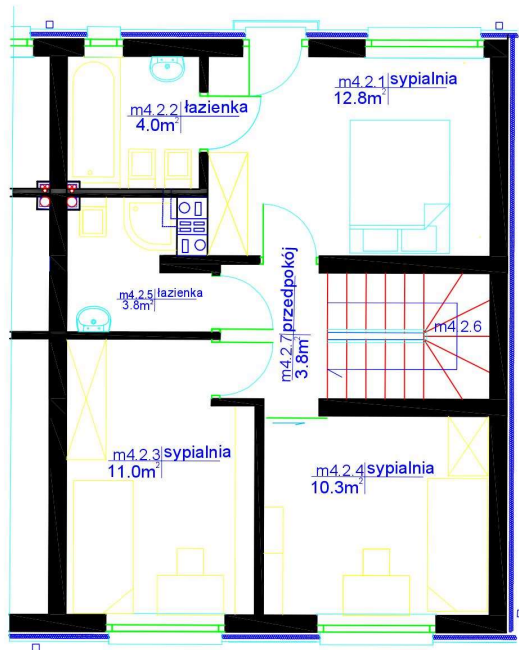 m4.2.1 sypialnia
12.8m²
m4.2.2 łazienka
4.0m²
m4.2.5 łazienka
3.8m²
m4.2.7 przedpokój
3.8m²
m4.2.6
m4.2.3 sypialnia
11.0m²
m4.2.4 sypialnia
10.3m²